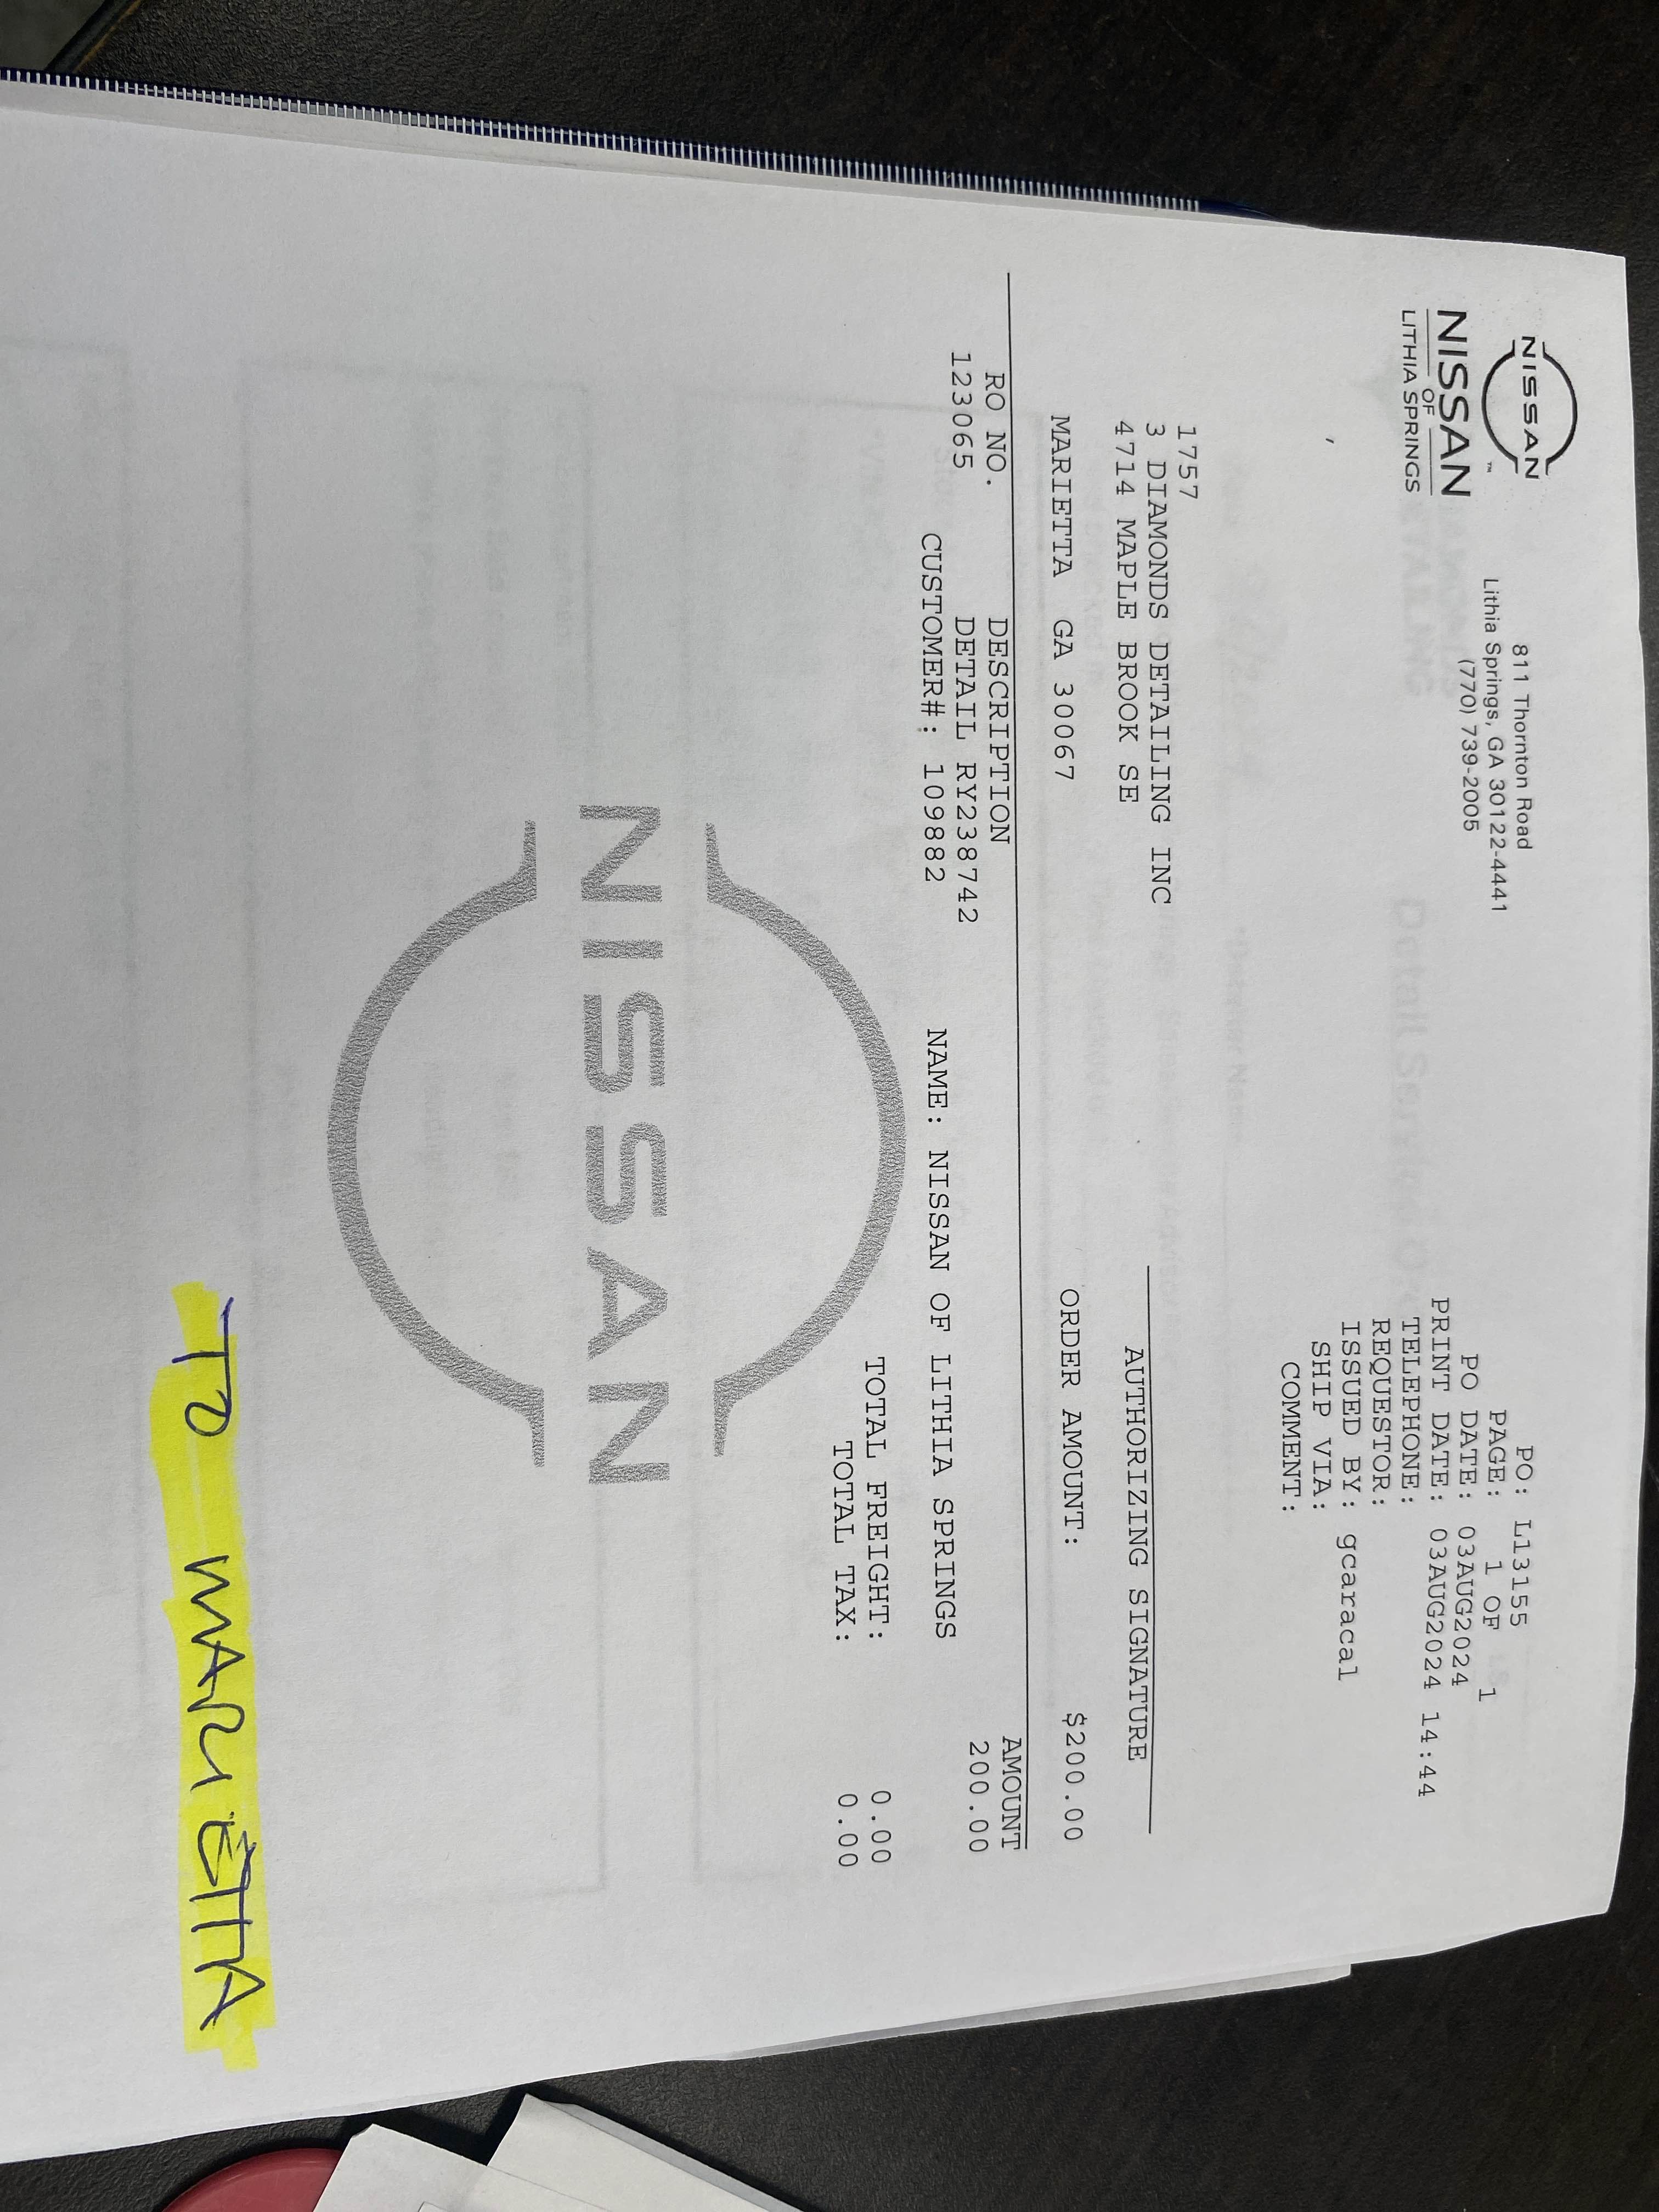 NISSAN
NISSAN
OF
LITHIA SPRINGS
811 Thornton Road
Lithia Springs, GA 30122-4441
(770) 739-2005
PO: L13155
PAGE: 1 OF 1
PO DATE: 03AUG2024
PRINT DATE: 03AUG2024 14:44
TELEPHONE:
REQUESTOR:
ISSUED BY: gcaracal
SHIP VIA:
COMMENT:
1757
3 DIAMONDS DETAILING INC
4714 MAPLE BROOK SE
MARIETTA GA 30067
AUTHORIZING SIGNATURE
ORDER AMOUNT: $200.00
RO NO. DESCRIPTION AMOUNT
123065 DETAIL RY238742 200.00
CUSTOMER#: 109882 NAME: NISSAN OF LITHIA SPRINGS
TOTAL FREIGHT: 0.00
TOTAL TAX: 0.00
NISSAN
TO MARIETTA